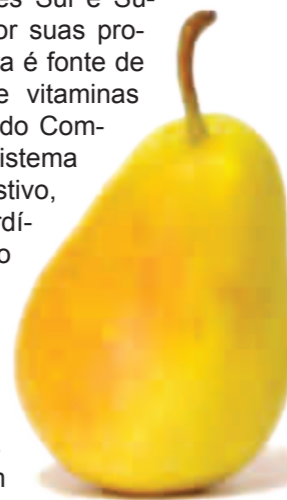 es Sul e Su-
or suas pro-
a é fonte de
e vitaminas
do Com-
istema
stivo,
rdí-
o
n